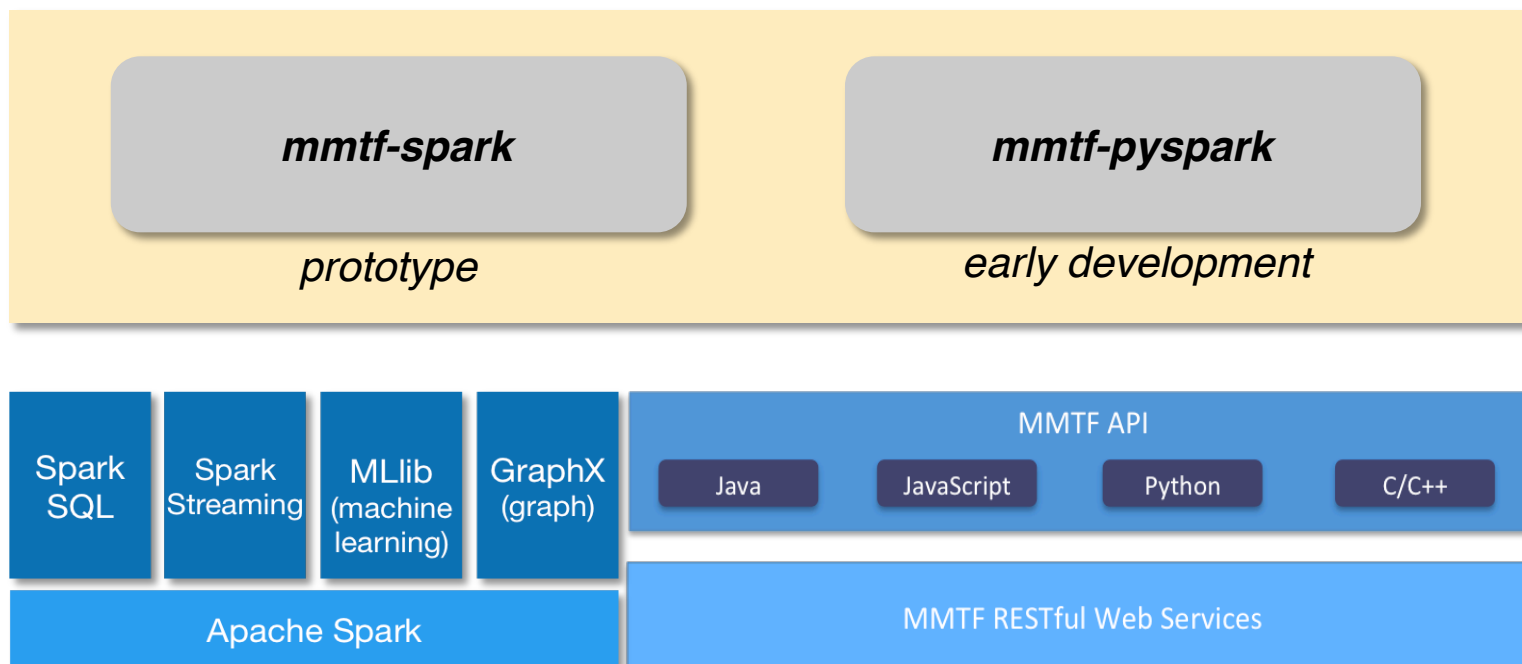 mmtf-spark
mmtf-pyspark
prototype
early development
Spark
SQL
Spark
Streaming
MLlib
(machine
learning)
GraphX
(graph)
MMTF API
Java
JavaScript
Python
C/C++
Apache Spark
MMTF RESTful Web Services